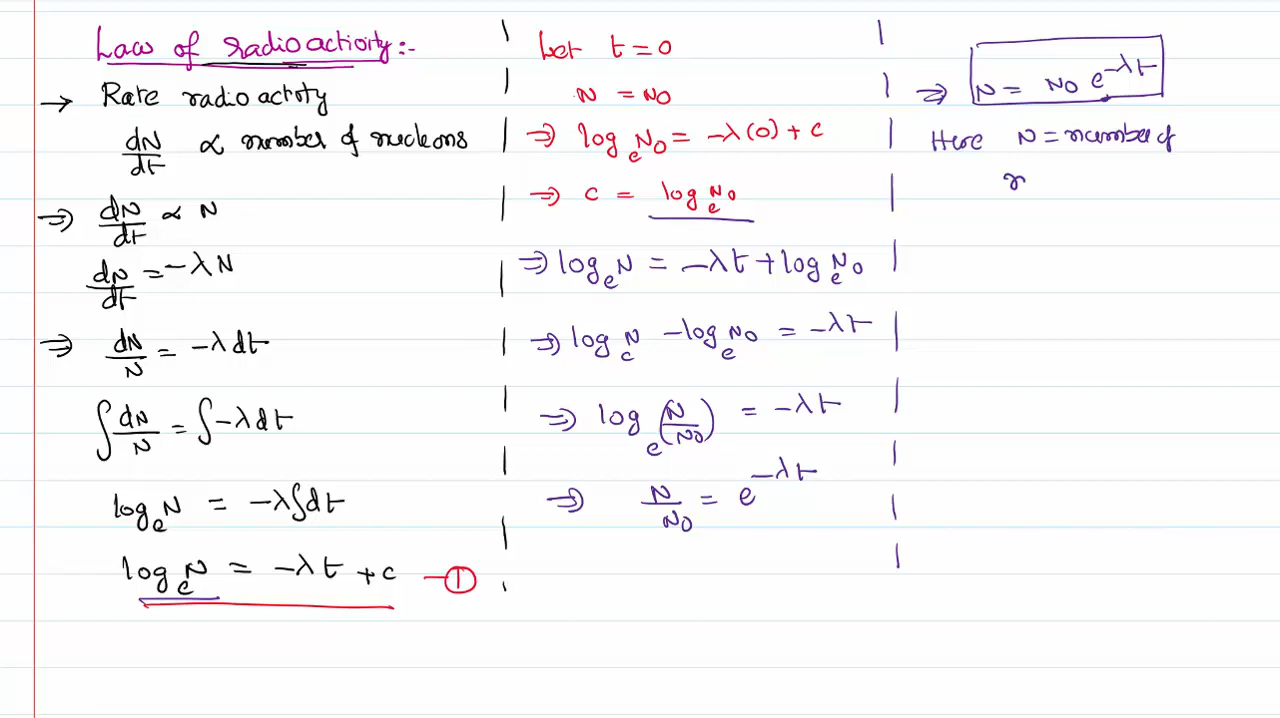 Law of radioactivity:-
→ Rate radio actvty
dN/dt ∝ number of nucleons
⇒ dN/dt ∝ N
dN/dt = -λN
⇒ dN/N = -λdt
∫dN/N = ∫-λdt
logₑN = -λ∫dt
logₑN = -λt + c -①
Let t = 0
N = N0
⇒ logₑN0 = -λ(0) + c
⇒ c = logₑN0
⇒ logₑN = -λt + logₑN0
⇒ logₑN - logₑN0 = -λt
⇒ logₑ(N/N0) = -λt
⇒ N/N0 = e^-λt
⇒ N = N0 e^-λt
Here N = number of
n